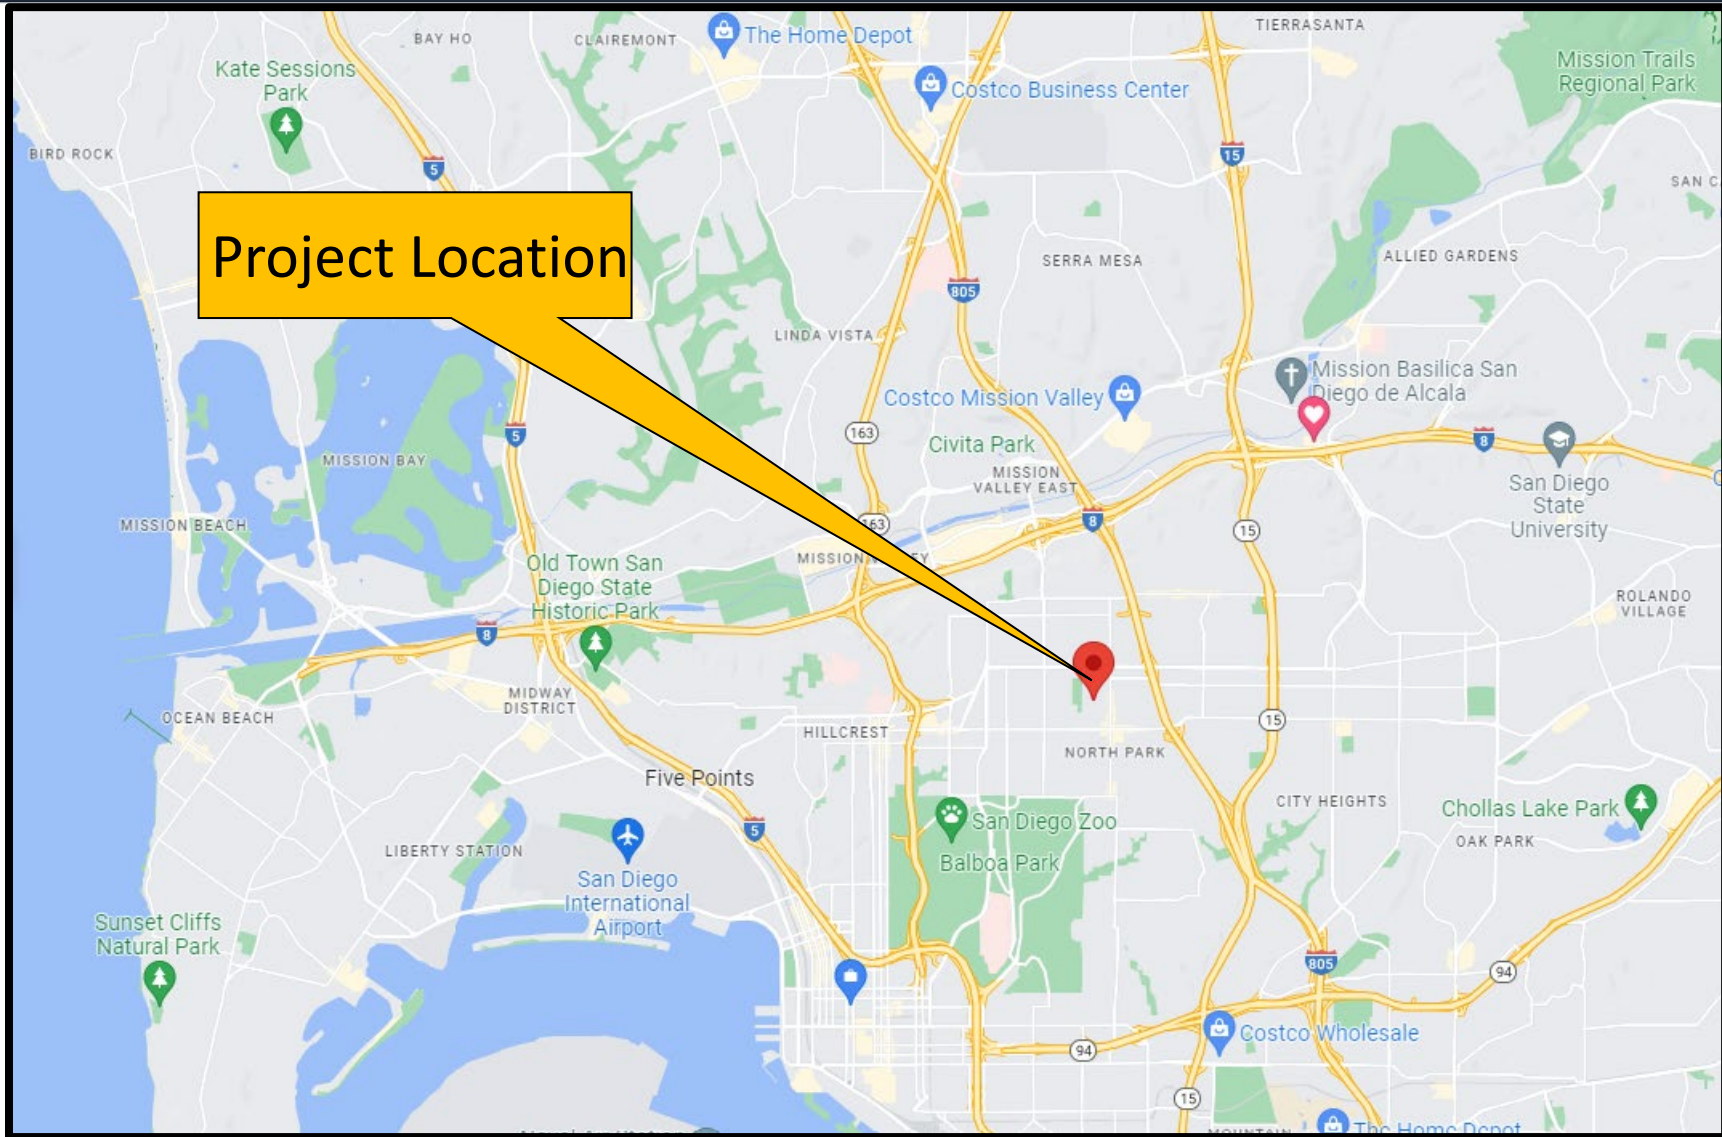 TIERRASANTA
BAY HO
CLAIREMONT
The Home Depot
Mission Trails
Regional Park
Kate Sessions
Park
Costco Business Center
BIRD ROCK
5
15
SAN C
Project Location
SERRA MESA
ALLIED GARDENS
805
LINDA VISTA
Mission Basilica San
Diego de Alcala
Costco Mission Valley
163
5
8
Civita Park
MISSION BAY
MISSION
VALLEY EAST
San Diego
State
University
MISSION BEACH
163
8
15
MISSION
EY
Old Town San
Diego State
Historic Park
ROLANDO
VILLAGE
8
MIDWAY
DISTRICT
OCEAN BEACH
HILLCREST
15
NORTH PARK
Five Points
CITY HEIGHTS
Chollas Lake Park
San Diego Zoo
5
OAK PARK
LIBERTY STATION
Balboa Park
San Diego
International
Airport
Sunset Cliffs
Natural Park
805
94
Costco Wholesale
94
15
The Home Depot